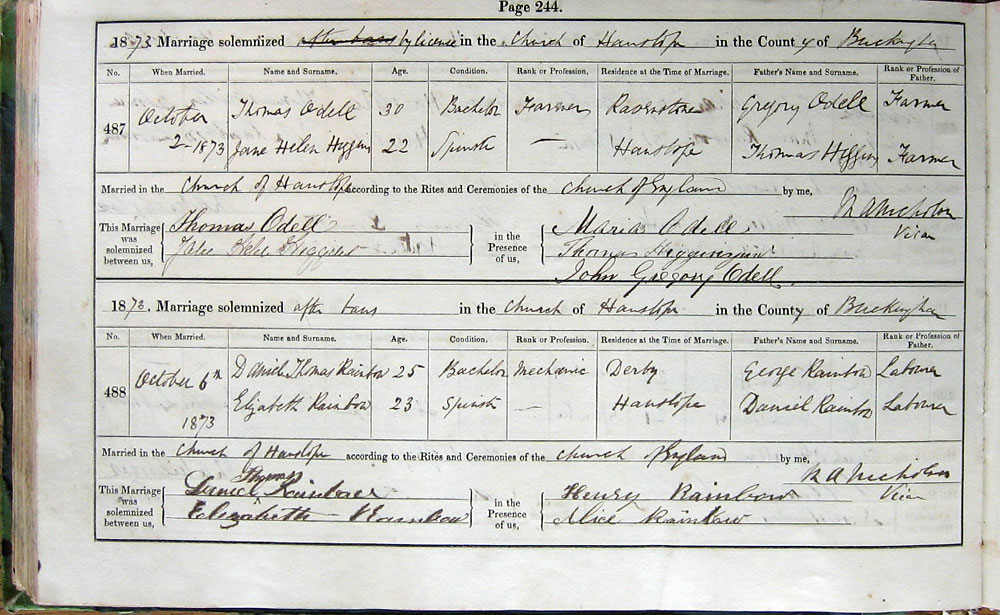 Page 244.
1873. Marriage solemnized after bans by licence in the Church of Hanslope in the County of Buckingham
No. When Married. Name and Surname. Age. Condition. Rank or Profession. Residence at the Time of Marriage. Father's Name and Surname. Rank or Profession of Father.
487 October 2 1873 Thomas Odell 30 Bachelor Farmer Ravenstone Gregory Odell Farmer
Jane Helen Higgins 22 Spinster — Hanslope Thomas Higgins Farmer
Married in the Church of Hanslope according to the Rites and Ceremonies of the Church of England by me,
M A Nicholson
Vicar
This Marriage was solemnized between us, Thomas Odell in the Presence of us, Maria Odell
Higgins Thomas Higgins
John Gregory Odell.
1873. Marriage solemnized after bans in the Church of Hanslope in the County of Buckingham
No. When Married. Name and Surname. Age. Condition. Rank or Profession. Residence at the Time of Marriage. Father's Name and Surname. Rank or Profession of Father.
488 October 6th 1873 Daniel Thomas Rainbow 25 Bachelor Mechanic Derby George Rainbow Labourer
Elizabeth Rainbow 23 Spinster — Hanslope Daniel Rainbow Labourer
Married in the Church of Hanslope according to the Rites and Ceremonies of the Church of England by me,
M A Nicholson
Vicar
This Marriage was solemnized between us, Daniel Thomas Rainbow in the Presence of us, Henry Rainbow
Elizabeth Rainbow Alice Rainbow